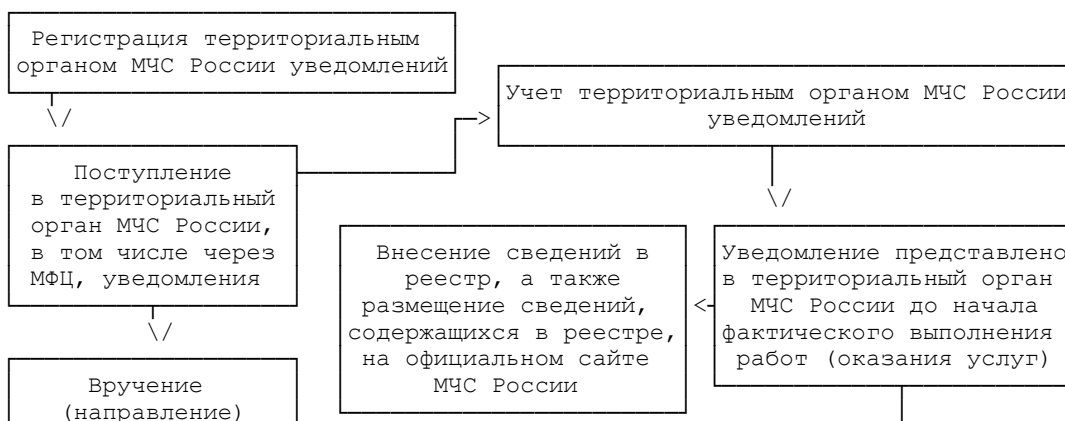 Регистрация территориальным
органом МЧС России уведомлений
Учет территориальным органом МЧС России
уведомлений
Поступление
в территориальный
орган МЧС России,
в том числе через
МФЦ, уведомления
Внесение сведений в
реестр, а также
размещение сведений,
содержащихся в реестре,
на официальном сайте
МЧС России
Уведомление представлено
в территориальный орган
МЧС России до начала
фактического выполнения
работ (оказания услуг)
Вручение
(направление)